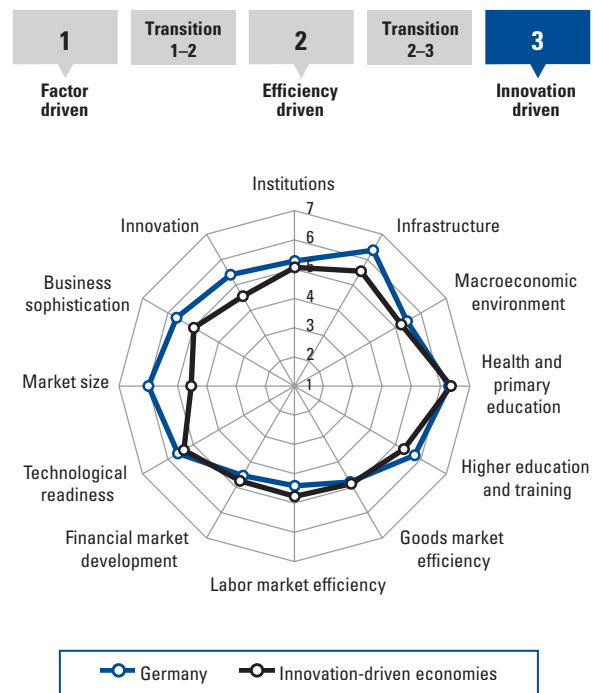 1
Transition
1–2
2
Transition
2–3
3
Factor
driven
Efficiency
driven
Innovation
driven
Institutions
7
Innovation
6
Infrastructure
5
Business
sophistication
4
Macroeconomic
environment
3
2
Market size
1
Health and
primary
education
Technological
readiness
Higher education
and training
Financial market
development
Goods market
efficiency
Labor market efficiency
Germany
Innovation-driven economies